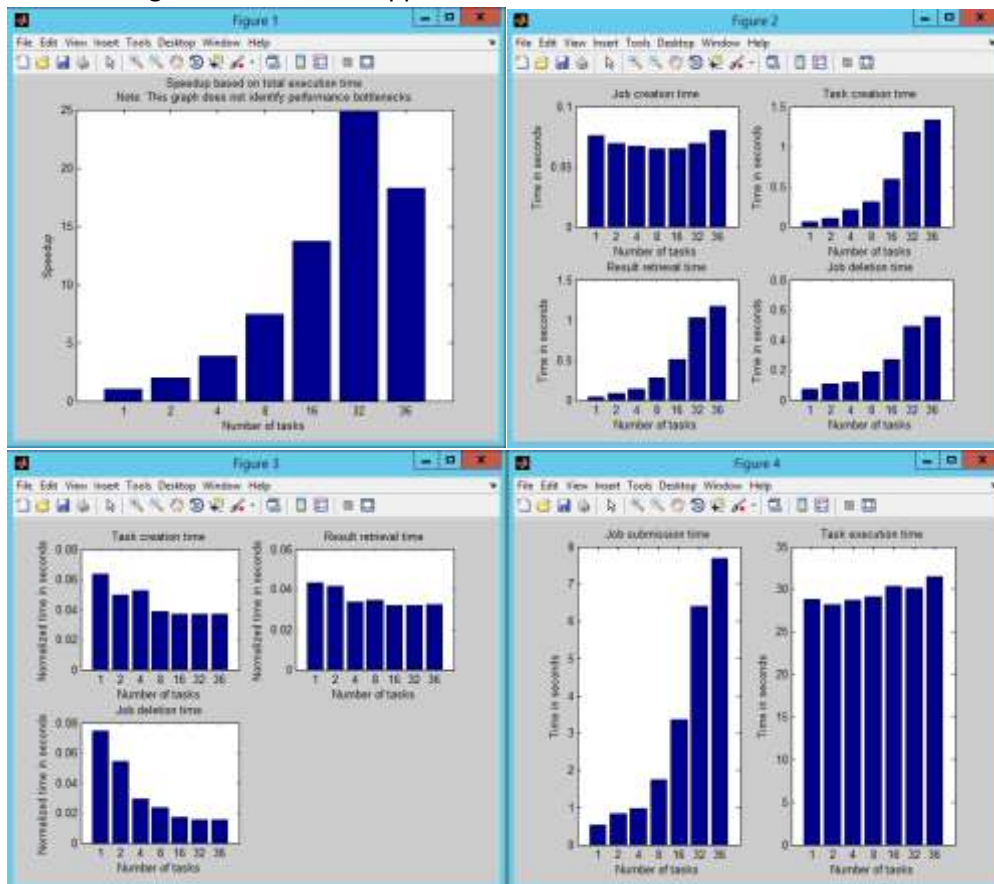 Figure 1
File Edit View Insert Tools Desktop Window Help
Speedup based on total execution time
Note: This graph does not identify performance bottlenecks
25
20
15
10
5
0
Speedup
1 2 4 8 16 32 36
Number of tasks
Figure 2
File Edit View Insert Tools Desktop Window Help
Job creation time
0.1
0.05
0
Time in seconds
1 2 4 8 16 32 36
Number of tasks
Task creation time
1.5
1
0.5
0
Time in seconds
1 2 4 8 16 32 36
Number of tasks
Result retrieval time
1.5
1
0.5
0
Time in seconds
1 2 4 8 16 32 36
Number of tasks
Job deletion time
0.8
0.6
0.4
0.2
0
Time in seconds
1 2 4 8 16 32 36
Number of tasks
Figure 3
File Edit View Insert Tools Desktop Window Help
Task creation time
0.08
0.06
0.04
0.02
0
Normalized time in seconds
1 2 4 8 16 32 36
Number of tasks
Result retrieval time
0.06
0.04
0.02
0
Normalized time in seconds
1 2 4 8 16 32 36
Number of tasks
Job deletion time
0.08
0.06
0.04
0.02
0
Normalized time in seconds
1 2 4 8 16 32 36
Number of tasks
Figure 4
File Edit View Insert Tools Desktop Window Help
Job submission time
8
7
6
5
4
3
2
1
0
Time in seconds
1 2 4 8 16 32 36
Number of tasks
Task execution time
35
30
25
20
15
10
5
0
Time in seconds
1 2 4 8 16 32 36
Number of tasks